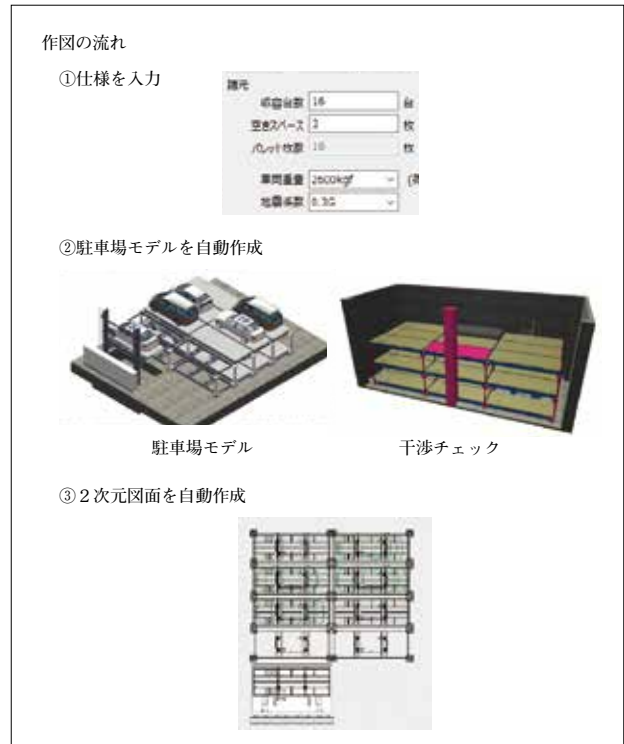 作図の流れ
①仕様を入力
諸元
収容台数 16 台
空きスペース 2 枚
パレット枚数 18 枚
車両重量 2600kgf
地震係数 0.3G
②駐車場モデルを自動作成
駐車場モデル
干渉チェック
③2次元図面を自動作成